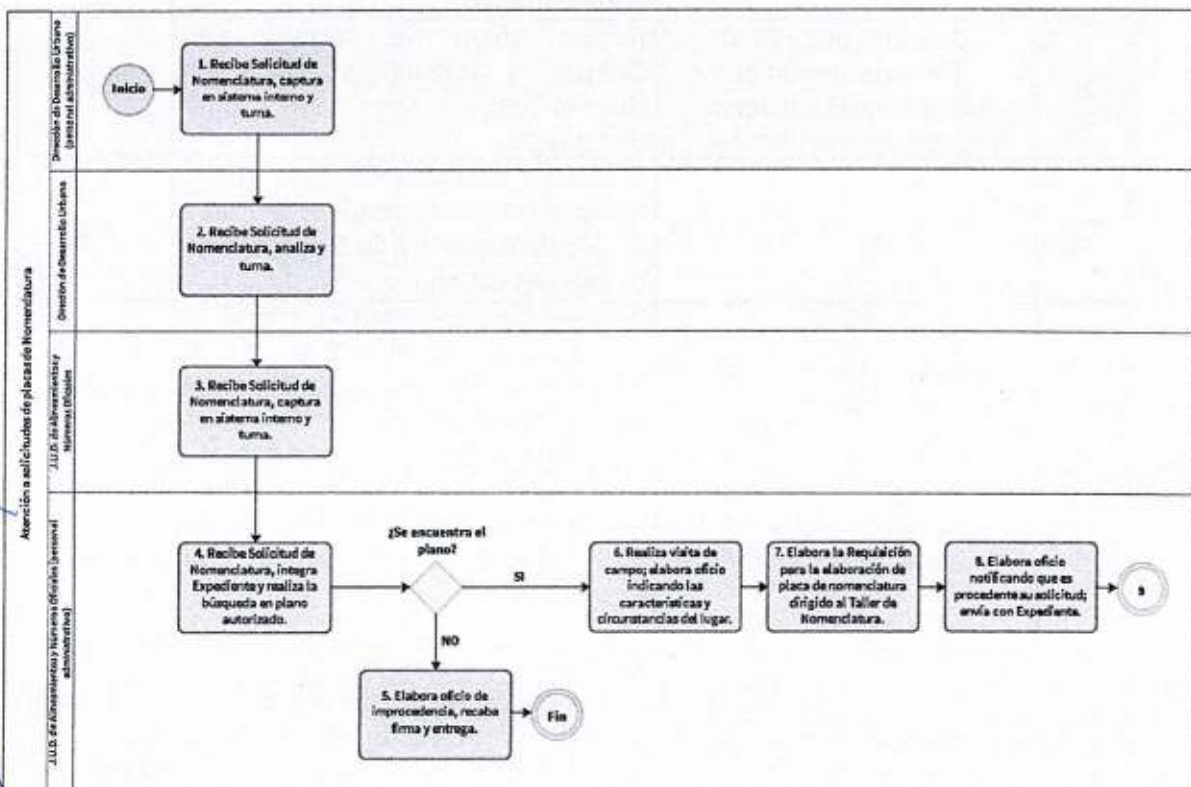 Atención a solicitudes de placas de Nomenclatura
Dirección de Desarrollo Urbano
(personal administrativo)
Inicio
1. Recibe Solicitud de
Nomenclatura, captura
en sistema interno y
turna.
Dirección de Desarrollo Urbano
2. Recibe Solicitud de
Nomenclatura, analiza y
turna.
J.U.D. de Alineamientos y
Números Oficiales
3. Recibe Solicitud de
Nomenclatura, captura
en sistema interno y
turna.
J.U.D. de Alineamientos y Números Oficiales (personal
administrativo)
4. Recibe Solicitud de
Nomenclatura, integra
Expediente y realiza la
búsqueda en plano
autorizado.
¿Se encuentra el
plano?
SI
NO
5. Elabora oficio de
improcedencia, recaba
firma y entrega.
Fin
6. Realiza visita de
campo; elabora oficio
indicando las
características y
circunstancias del lugar.
7. Elabora la Requisición
para la elaboración de
placa de nomenclatura
dirigido al Taller de
Nomenclatura.
8. Elabora oficio
notificando que es
procedente su solicitud;
envía con Expediente.